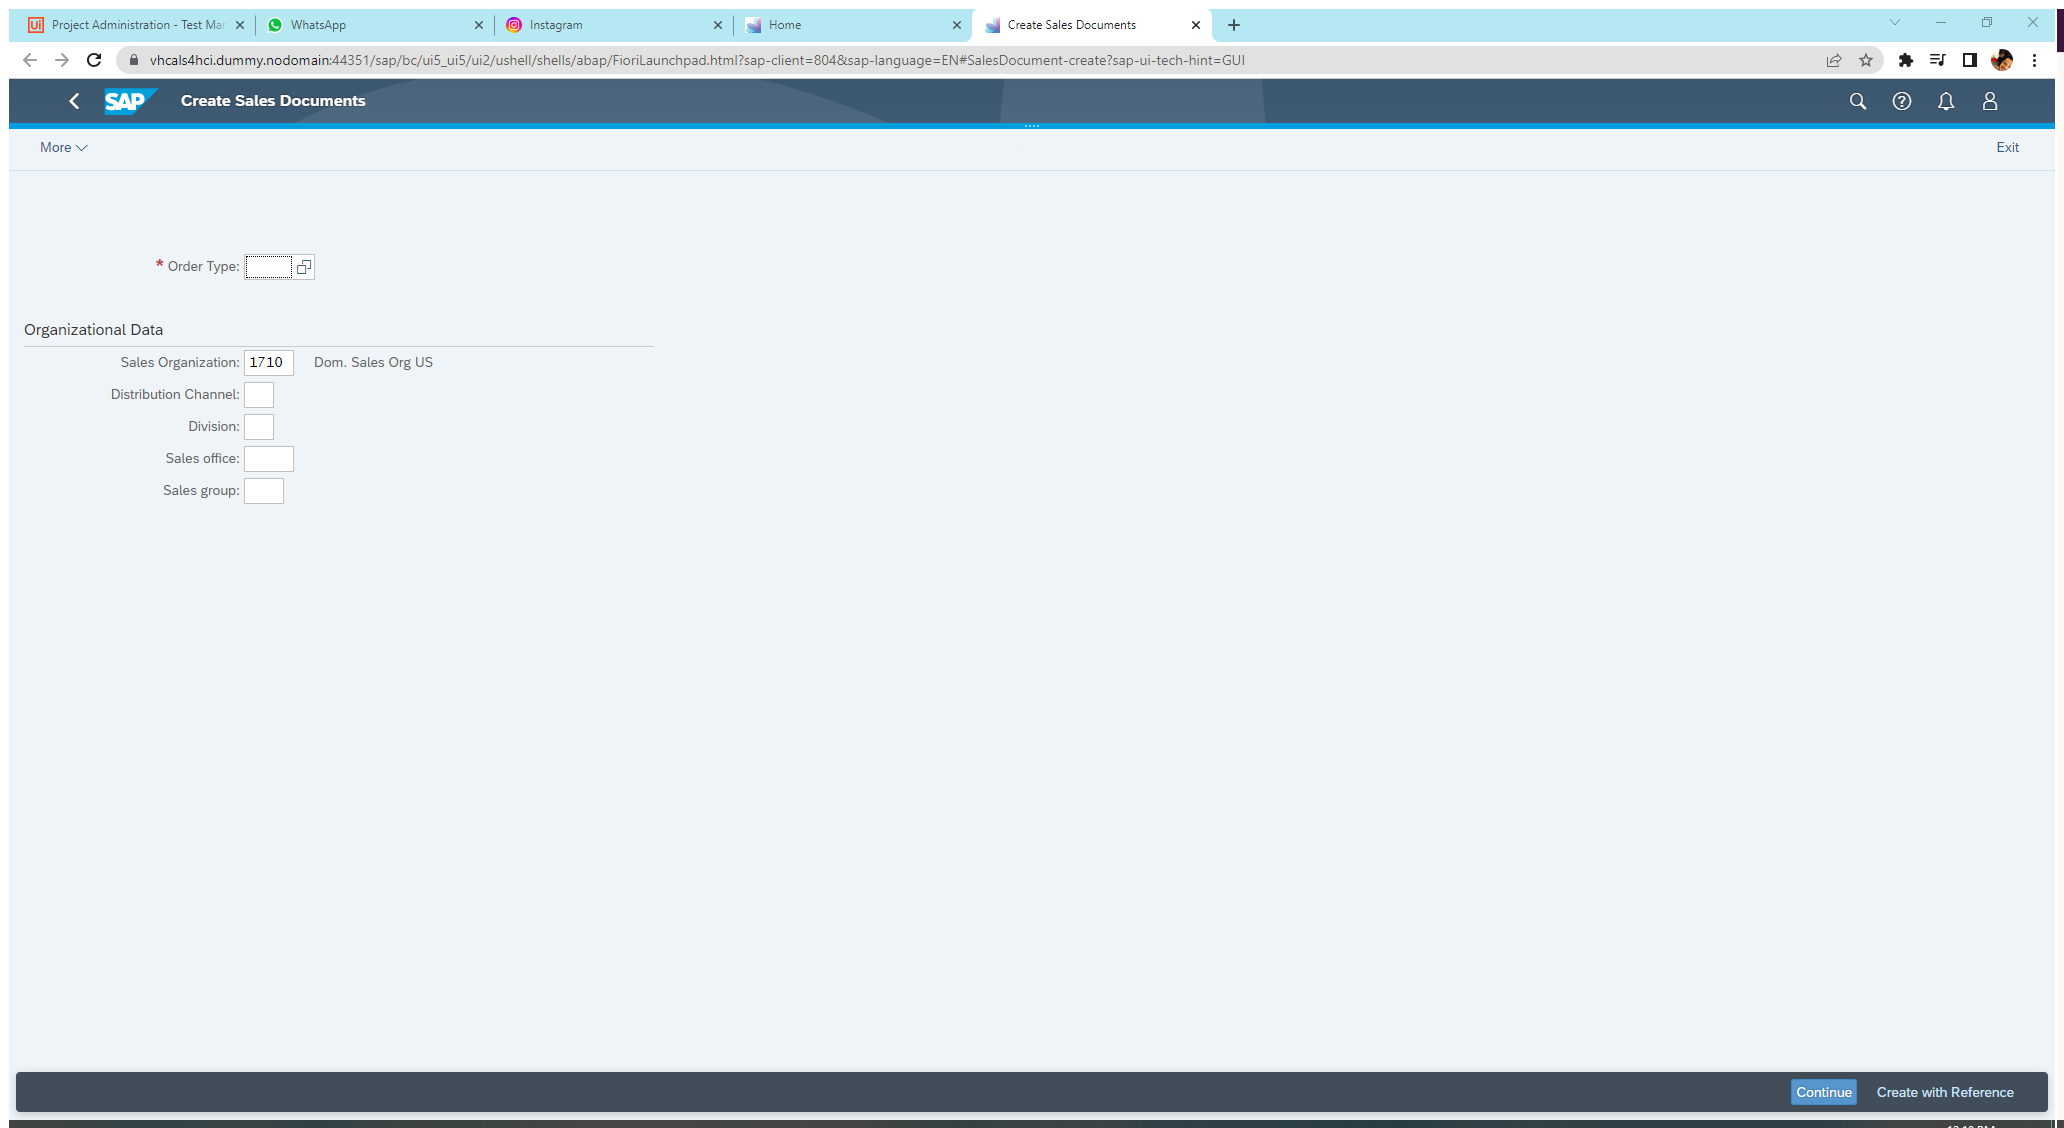 Project Administration - Test Mar
WhatsApp
Instagram
Home
Create Sales Documents
vhcals4hci.dummy.nodomain:44351/sap/bc/ui5_ui5/ui2/ushell/shells/abap/FioriLaunchpad.html?sap-client=804&sap-language=EN#SalesDocument-create?sap-ui-tech-hint=GUI
SAP Create Sales Documents
More
Exit
* Order Type:
Organizational Data
Sales Organization: 1710 Dom. Sales Org US
Distribution Channel:
Division:
Sales office:
Sales group:
Continue Create with Reference